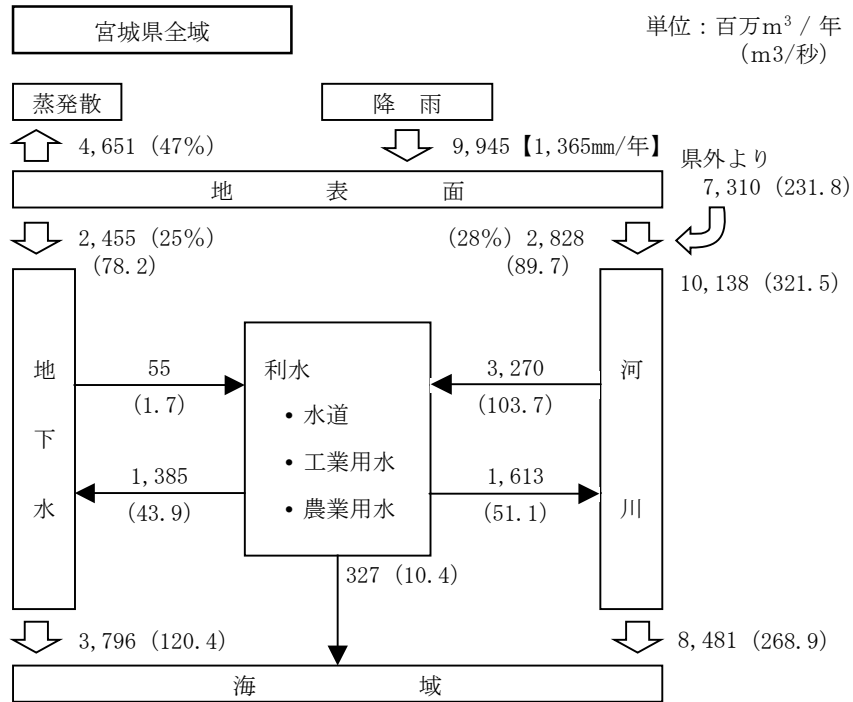 宮城県全域
単位：百万m³ / 年
(m3/秒)
蒸発散
降　雨
4,651 (47%)
9,945【1,365mm/年】
県外より
7,310 (231.8)
地　表　面
2,455 (25%)
(78.2)
(28%) 2,828
(89.7)
10,138 (321.5)
地下水
55
(1.7)
利水
• 水道
• 工業用水
• 農業用水
3,270
(103.7)
河川
1,385
(43.9)
1,613
(51.1)
327 (10.4)
3,796 (120.4)
8,481 (268.9)
海　域